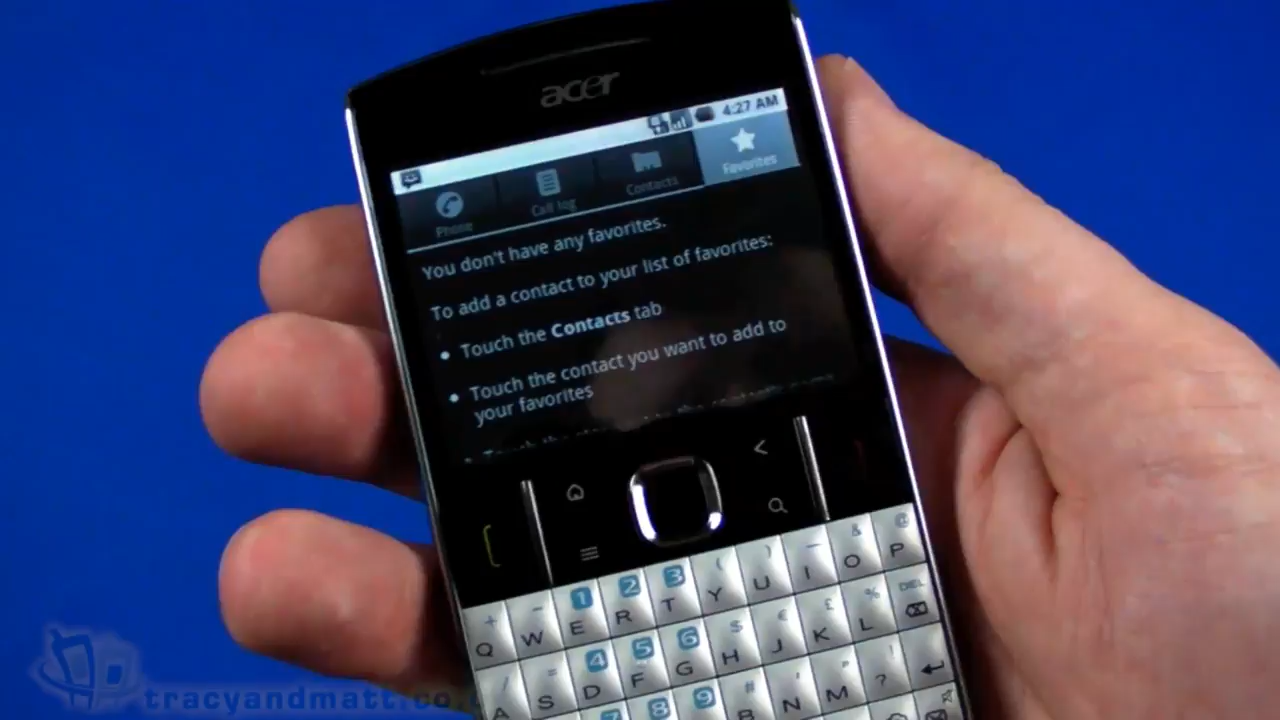 acer
4:27 AM
Phone
Call log
Contacts
Favorites
You don't have any favorites.
To add a contact to your list of favorites:
• Touch the Contacts tab
• Touch the contact you want to add to
your favorites
• Touch the
+ - 1 2 3 ( ) _ & @
Q W E R T Y U I O P
/ = 4 5 6 $ € £ % DEL
A S D F G H J K L
7 8 9 # ' " !
B N M ?
tracyandmatt.co.